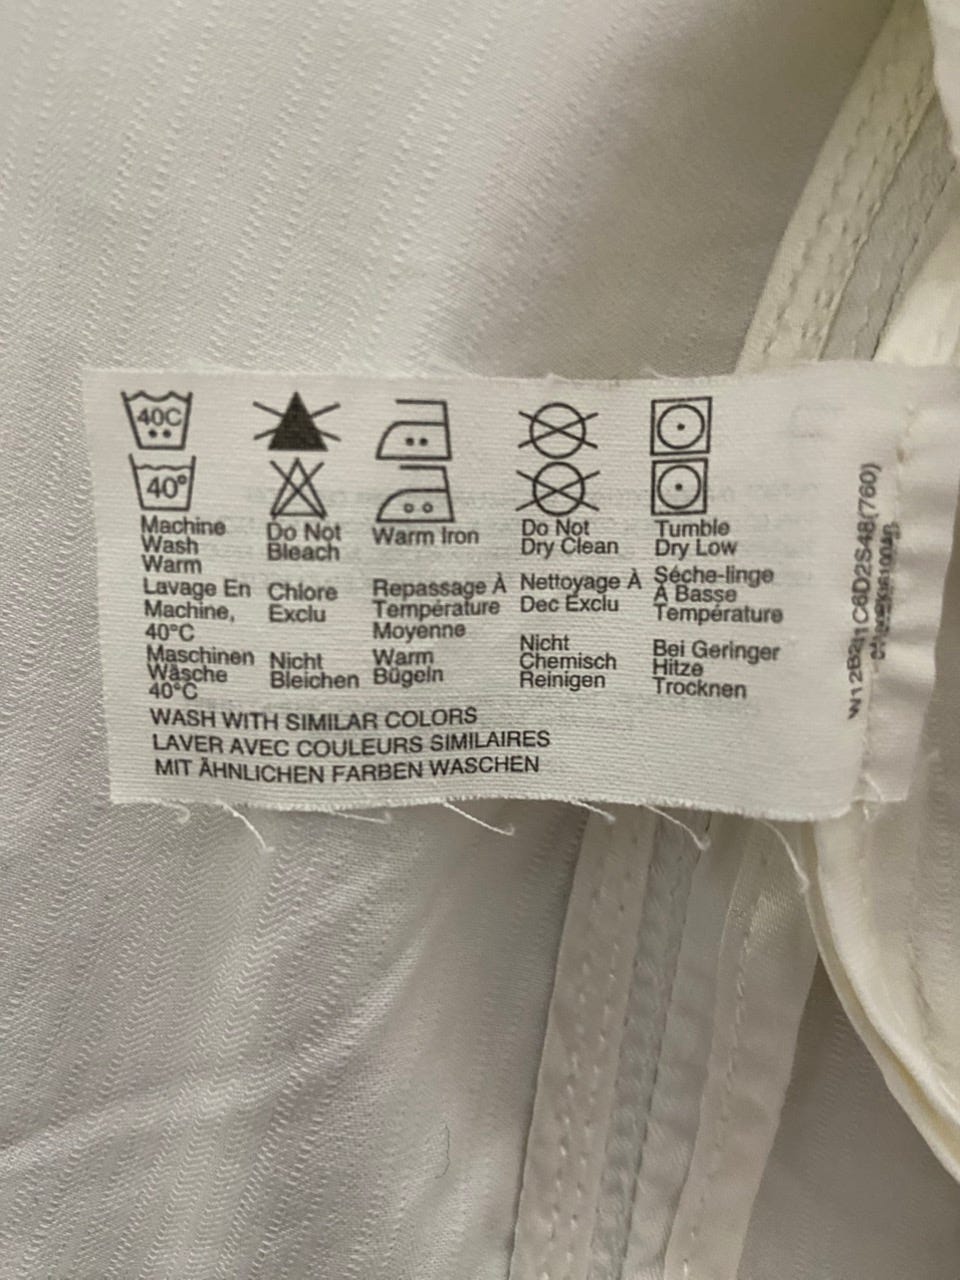 40C
40°
Machine
Wash
Warm
Lavage En
Machine,
40°C
Maschinen
Wäsche
40°C
Do Not
Bleach
Chlore
Exclu
Nicht
Bleichen
Warm Iron
Repassage À
Température
Moyenne
Warm
Bügeln
Do Not
Dry Clean
Nettoyage À
Dec Exclu
Nicht
Chemisch
Reinigen
Tumble
Dry Low
Séche-linge
A Basse
Température
Bei Geringer
Hitze
Trocknen
WASH WITH SIMILAR COLORS
LAVER AVEC COULEURS SIMILAIRES
MIT ÄHNLICHEN FARBEN WASCHEN